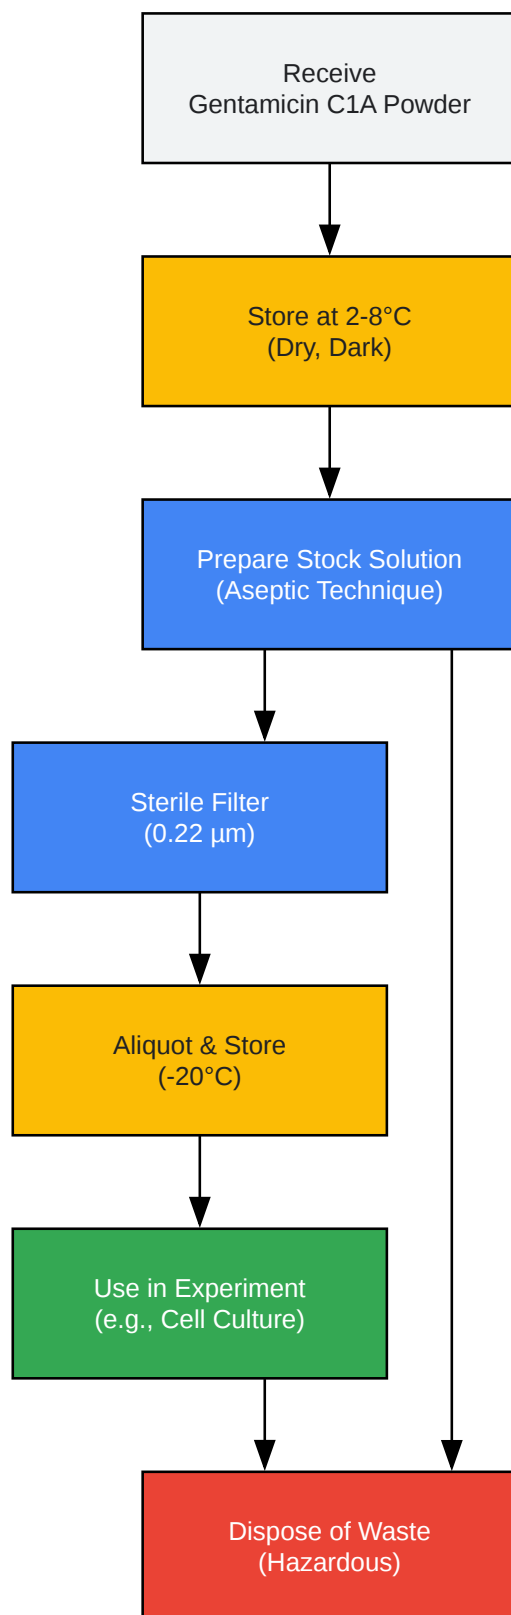 Receive
Gentamicin C1A Powder
Store at 2-8°C
(Dry, Dark)
Prepare Stock Solution
(Aseptic Technique)
Sterile Filter
(0.22 µm)
Aliquot & Store
(-20°C)
Use in Experiment
(e.g., Cell Culture)
Dispose of Waste
(Hazardous)